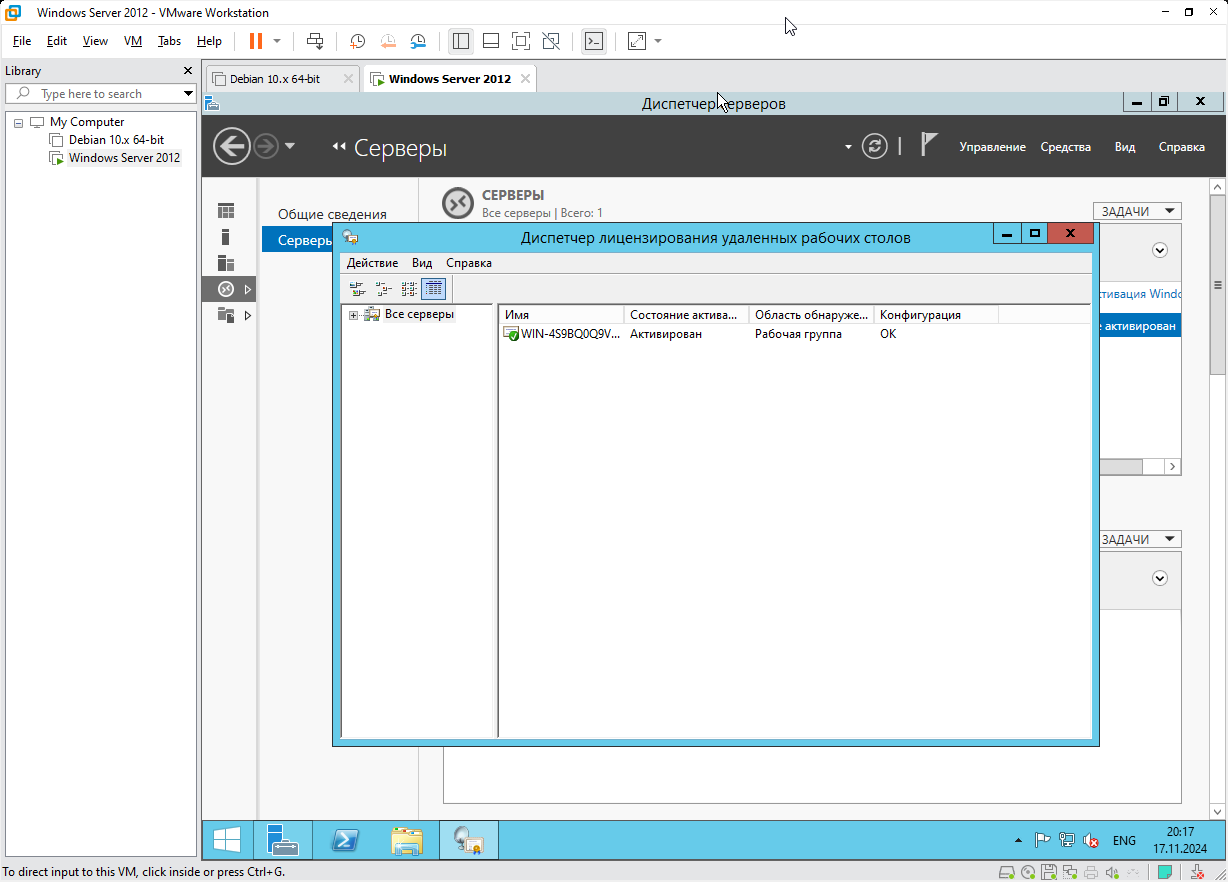 Windows Server 2012 - VMware Workstation
File Edit View VM Tabs Help
Library
Type here to search
My Computer
Debian 10.x 64-bit
Windows Server 2012
Debian 10.x 64-bit
Windows Server 2012
Диспетчер серверов
Серверы
Управление Средства Вид Справка
Общие сведения
Серверы
СЕРВЕРЫ
Все серверы | Всего: 1
ЗАДАЧИ
тивация Windo
е активирован
ЗАДАЧИ
Диспетчер лицензирования удаленных рабочих столов
Действие Вид Справка
Все серверы
Имя Состояние актива... Область обнаруже... Конфигурация
WIN-4S9BQ0Q9V... Активирован Рабочая группа ОК
ENG
20:17
17.11.2024
To direct input to this VM, click inside or press Ctrl+G.